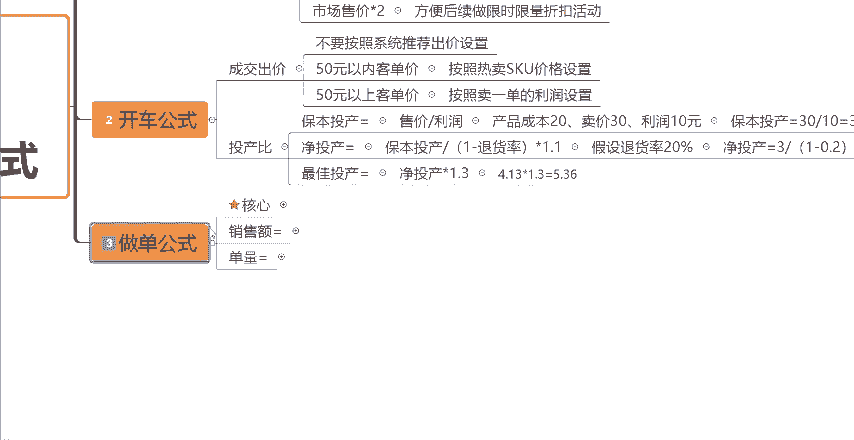 市场售价*2 方便后续做限时限量折扣活动
不要按照系统推荐出价设置
成交出价 50元以内客单价 按照热卖SKU价格设置
50元以上客单价 按照卖一单的利润设置
2 开车公式
保本投产= 售价/利润 产品成本20、卖价30、利润10元 保本投产=30/10=3
投产比 净投产= 保本投产/（1-退货率）*1.1 假设退货率20% 净投产=3/（1-0.2）
最佳投产= 净投产*1.3 4.13*1.3=5.36
式
核心
3 做单公式
销售额=
单量=